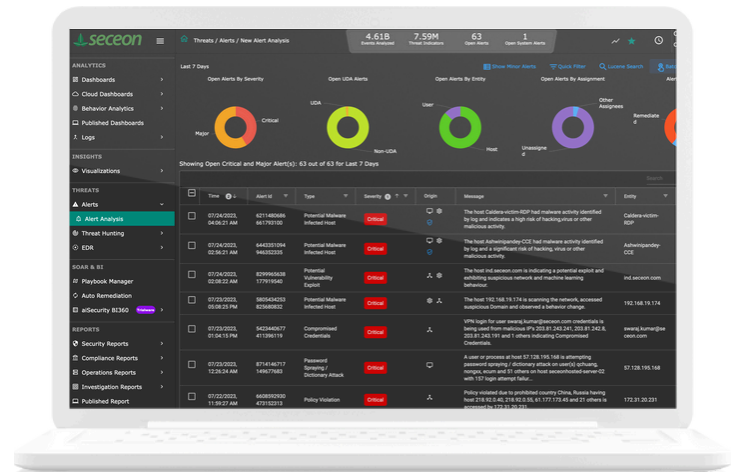 seceon
Threats / Alerts / New Alert Analysis
4.61B
Events Analyzed
7.59M
Threat Indicators
63
Open Alerts
1
Open System Alerts
ANALYTICS
Dashboards
Cloud Dashboards
Behavior Analytics
Published Dashboards
Logs
INSIGHTS
Visualizations
THREATS
Alerts
Alert Analysis
Threat Hunting
EDR
SOAR & BI
Playbook Manager
Auto Remediation
aiSecurity BI360
REPORTS
Security Reports
Compliance Reports
Operations Reports
Investigation Reports
Published Report
Last 7 Days
Show Minor Alerts
Quick Filter
Lucene Search
Open Alerts By Severity
Critical
Major
Open UDA Alerts
UDA
Non-UDA
Open Alerts By Entity
User
Host
Open Alerts By Assignment
Other
Assignees
Unassigne
d
Remediate
d
Showing Open Critical and Major Alert(s): 63 out of 63 for Last 7 Days
Search
Time Alert Id Type Severity Origin Message Entity
07/24/2023,
04:06:21 AM
6211480686
661793100
Potential Malware
Infected Host
Critical
The host Caldera-victim-RDP had malware activity identified
by log and indicates a high risk of hacking,virus or other
malicious activity.
Caldera-victim-
RDP
07/24/2023,
02:56:21 AM
6443351094
946352335
Potential Malware
Infected Host
Critical
The host Ashwinipandey-CCE had malware activity identified
by log and a significant risk of hacking, virus or other
malicious activity.
Ashwinipandey-
CCE
07/24/2023,
02:08:22 AM
8299965638
177919540
Potential
Vulnerability
Exploit
Critical
The host ind.seceon.com is indicating a potential exploit and
exhibiting suspicious network and machine learning
behaviour.
ind.seceon.com
07/23/2023,
05:08:25 PM
5805434253
825680832
Potential Malware
Infected Host
Critical
The host 192.168.19.174 is scanning the network, accessed
suspicious Domain and observed a behavior change.
192.168.19.174
07/23/2023,
01:04:15 PM
5423440677
411396119
Compromised
Credentials
Critical
VPN login for user swaraj.kumar@seceon.com credentials is
being used from malicious IP's 203.81.243.241, 203.81.242.8,
203.81.243.191 and 1 others indicating Compromised
Credentials.
swaraj.kumar@se
ceon.com
07/23/2023,
12:26:24 AM
8714146717
149677683
Password
Spraying /
Dictionary Attack
Critical
A user or process at host 57.128.195.168 is attempting
password spraying / dictionary attack on user(s) qchuang,
nongex, ecum and 51 others on host seceonhosted-server-02
with 157 login attempt failur...
57.128.195.168
07/22/2023,
11:59:27 AM
6608592930
473152313
Policy Violation
Critical
Policy violated due to prohibited country China, Russia having
host 218.92.0.40, 218.92.0.55, 61.177.173.45 and 21 others is
accessed by 172.31.20.231
172.31.20.231